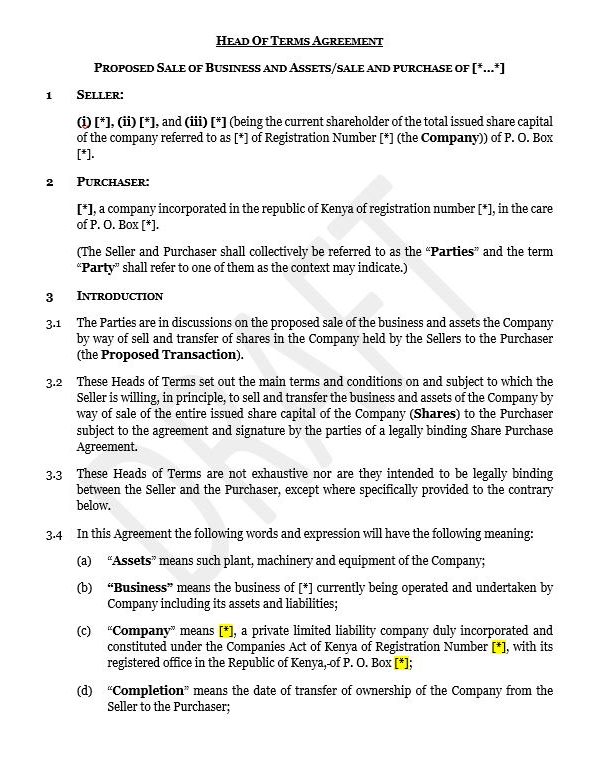 HEAD OF TERMS AGREEMENT
PROPOSED SALE OF BUSINESS AND ASSETS/SALE AND PURCHASE OF [*...*]
1 SELLER:
(i) [*], (ii) [*], and (iii) [*] (being the current shareholder of the total issued share capital
of the company referred to as [*] of Registration Number [*] (the Company)) of P. O. Box
[*].
2 PURCHASER:
[*], a company incorporated in the republic of Kenya of registration number [*], in the care
of P. O. Box [*].
(The Seller and Purchaser shall collectively be referred to as the “Parties” and the term
“Party” shall refer to one of them as the context may indicate.)
3 INTRODUCTION
3.1 The Parties are in discussions on the proposed sale of the business and assets the Company
by way of sell and transfer of shares in the Company held by the Sellers to the Purchaser
(the Proposed Transaction).
3.2 These Heads of Terms set out the main terms and conditions on and subject to which the
Seller is willing, in principle, to sell and transfer the business and assets of the Company by
way of sale of the entire issued share capital of the Company (Shares) to the Purchaser
subject to the agreement and signature by the parties of a legally binding Share Purchase
Agreement.
3.3 These Heads of Terms are not exhaustive nor are they intended to be legally binding
between the Seller and the Purchaser, except where specifically provided to the contrary
below.
3.4 In this Agreement the following words and expression will have the following meaning:
(a) “Assets” means such plant, machinery and equipment of the Company;
(b) “Business” means the business of [*] currently being operated and undertaken by
Company including its assets and liabilities;
(c) “Company” means [*], a private limited liability company duly incorporated and
constituted under the Companies Act of Kenya of Registration Number [*], with its
registered office in the Republic of Kenya,-of P. O. Box [*];
(d) “Completion” means the date of transfer of ownership of the Company from the
Seller to the Purchaser;
DRAFT